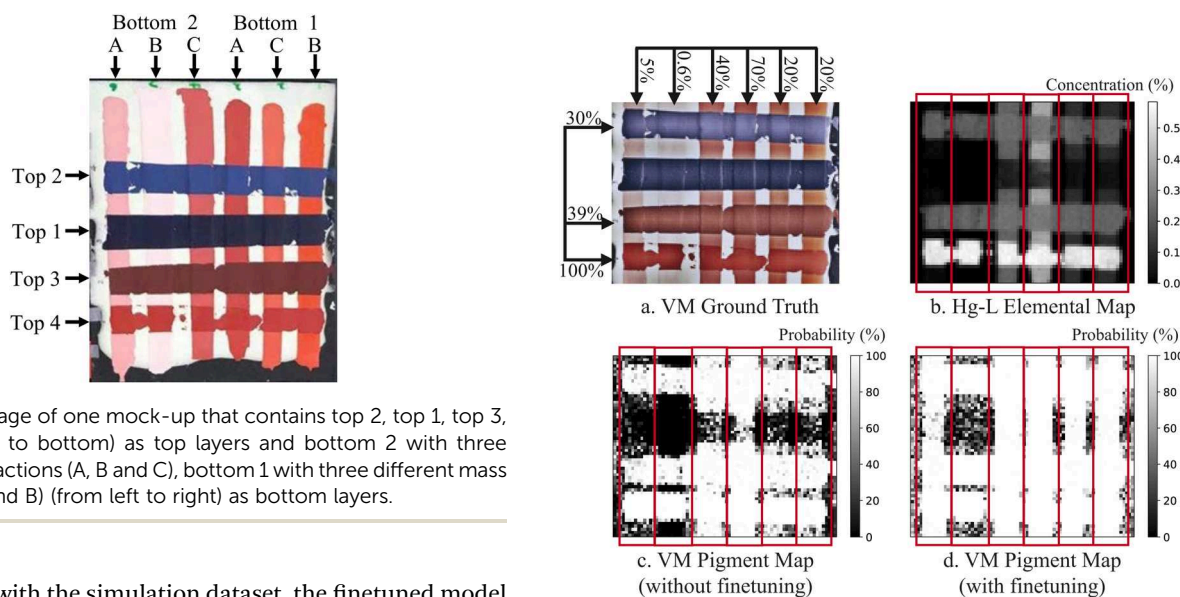 Bottom 2 Bottom 1
A B C A C B
Top 2
Top 1
Top 3
Top 4
age of one mock-up that contains top 2, top 1, top 3,
to bottom) as top layers and bottom 2 with three
actions (A, B and C), bottom 1 with three different mass
nd B) (from left to right) as bottom layers.
with the simulation dataset, the finetuned model
5% 0.6% 40% 70% 20% 20%
30%
39%
100%
a. VM Ground Truth
Concentration (%)
0.5
0.4
0.3
0.2
0.1
0.0
b. Hg-L Elemental Map
Probability (%)
100
80
60
40
20
0
c. VM Pigment Map
(without finetuning)
Probability (%)
100
80
60
40
20
0
d. VM Pigment Map
(with finetuning)